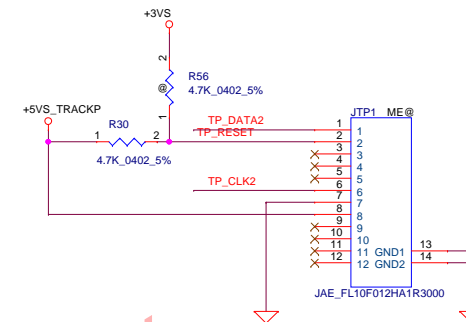 +3VS
2
R56
@
4.7K_0402_5%
1
+5VS_TRACKP
R30
1 2
4.7K_0402_5%
JTP1 ME@
TP_DATA2
TP_RESET
TP_CLK2
1 1
2 2
3 3
4 4
5 5
6 6
7 7
8 8
9 9
10 10
11 11 GND1 13
12 12 GND2 14
JAE_FL10F012HA1R3000